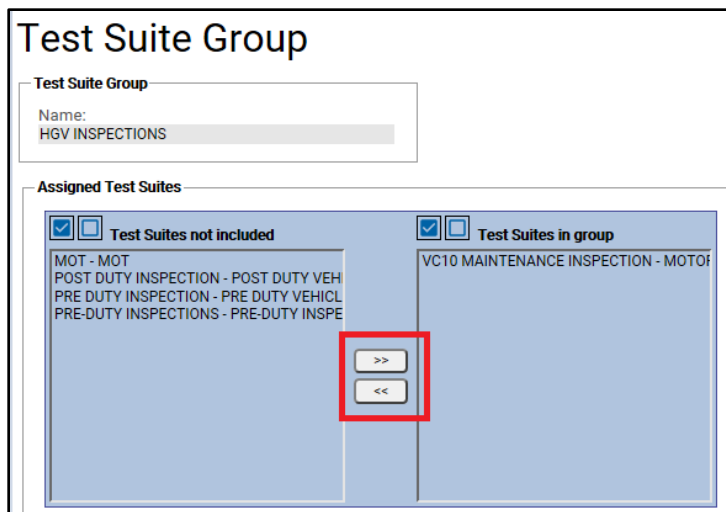 Test Suite Group
Test Suite Group
Name:
HGV INSPECTIONS
Assigned Test Suites
Test Suites not included
MOT - MOT
POST DUTY INSPECTION - POST DUTY VEH
PRE DUTY INSPECTION - PRE DUTY VEHICL
PRE-DUTY INSPECTIONS - PRE-DUTY INSPE
>>
<<
Test Suites in group
VC10 MAINTENANCE INSPECTION - MOTOR